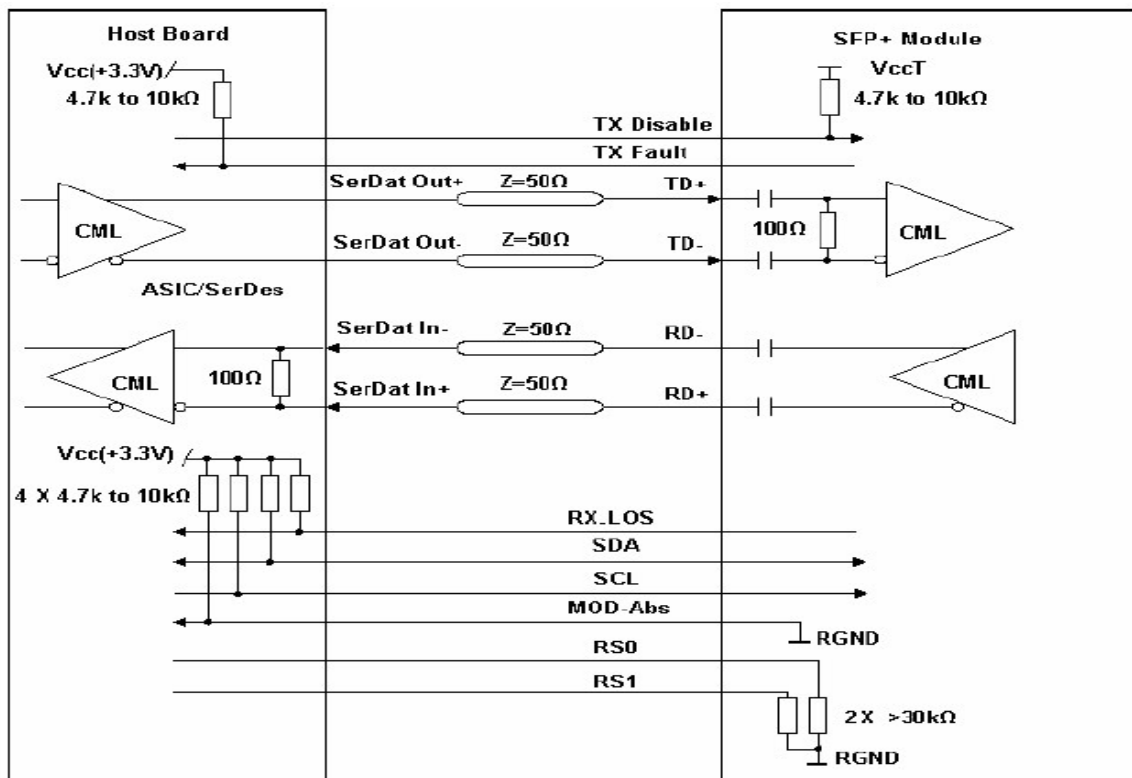 Host Board
SFP+ Module
Vcc(+3.3V)
4.7k to 10kΩ
VccT
4.7k to 10kΩ
TX Disable
TX Fault
SerDat Out+
Z=50Ω
TD+
CML
100Ω
CML
SerDat Out-
Z=50Ω
TD-
ASIC/SerDes
SerDat In-
Z=50Ω
RD-
CML
100Ω
CML
SerDat In+
Z=50Ω
RD+
Vcc(+3.3V)
4 X 4.7k to 10kΩ
RX_LOS
SDA
SCL
MOD-Abs
RGND
RS0
RS1
2X >30kΩ
RGND